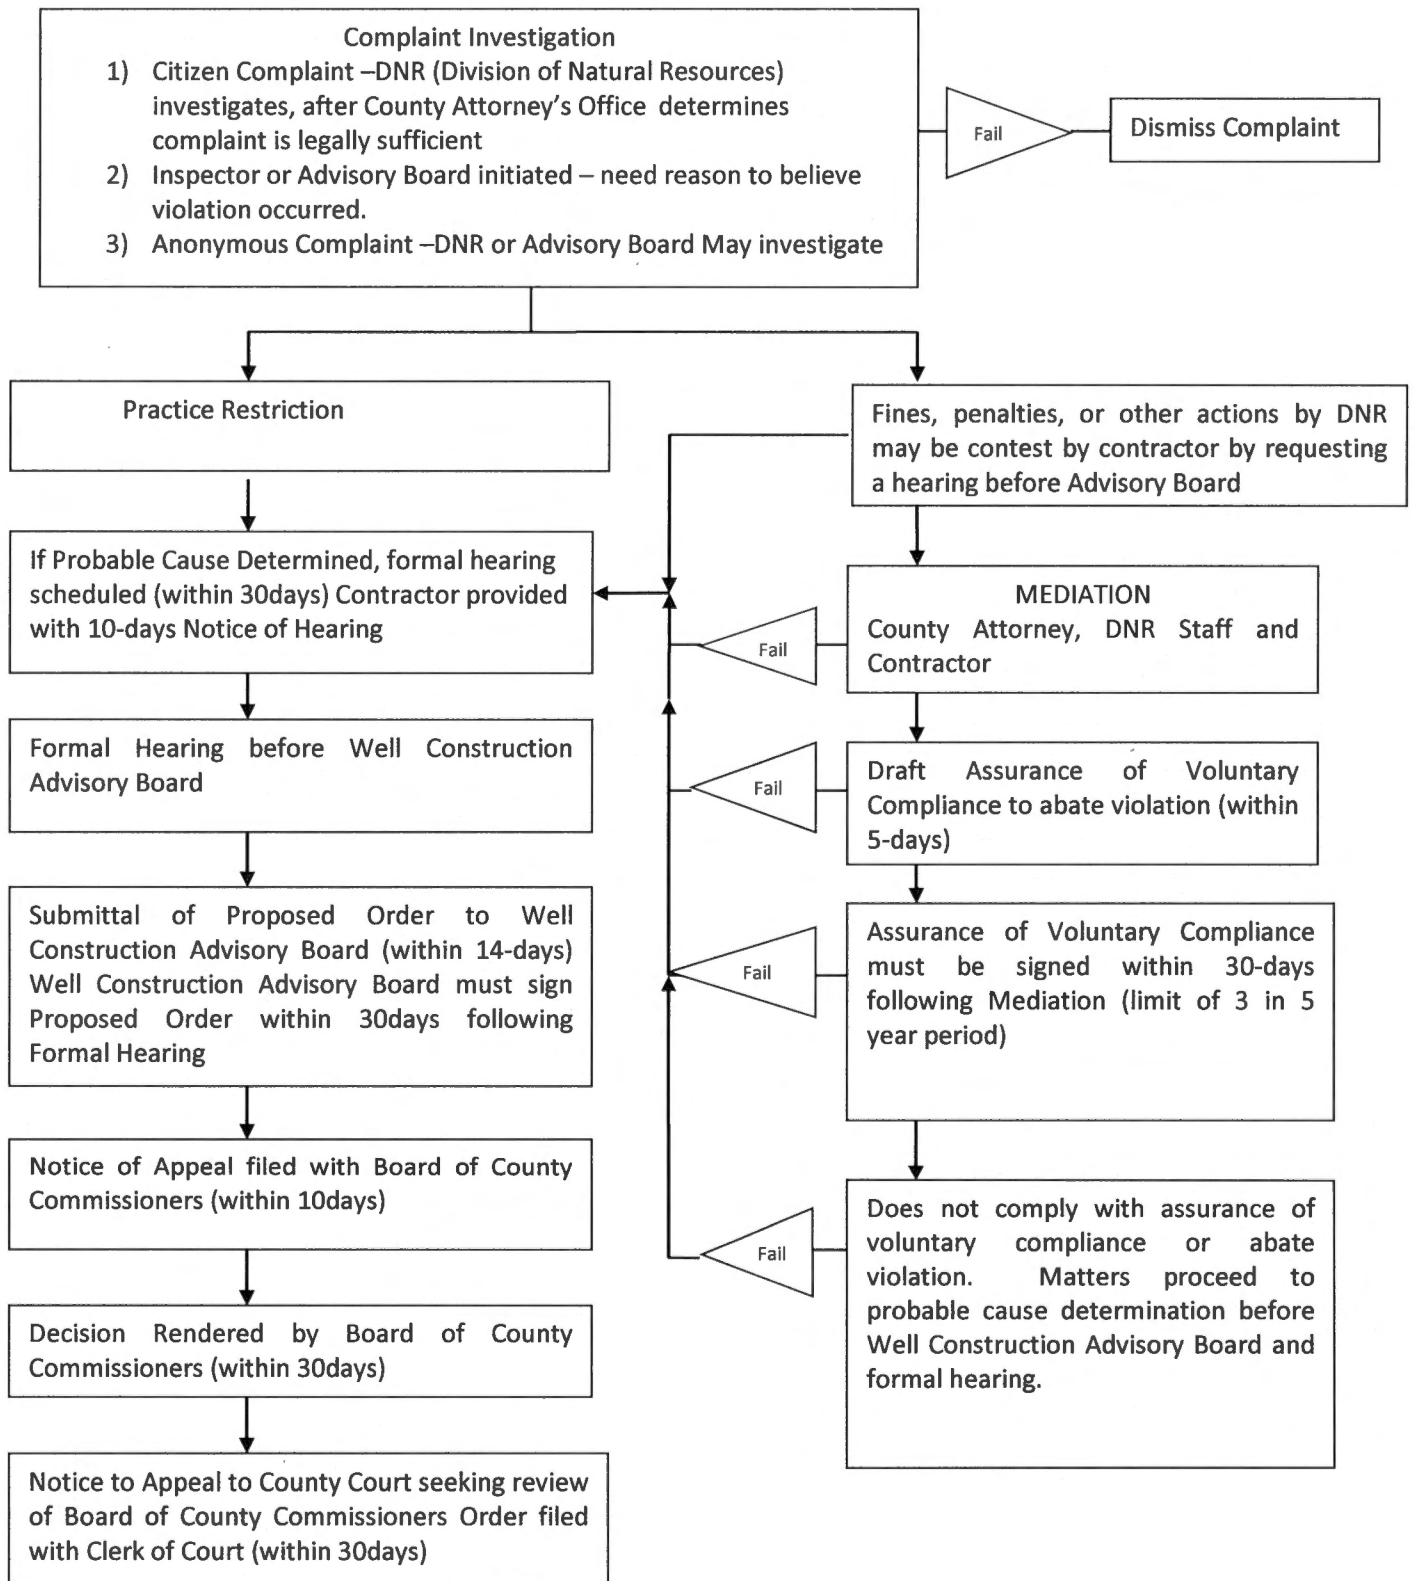 Complaint Investigation
1) Citizen Complaint –DNR (Division of Natural Resources)
investigates, after County Attorney's Office determines
complaint is legally sufficient
2) Inspector or Advisory Board initiated – need reason to believe
violation occurred.
3) Anonymous Complaint –DNR or Advisory Board May investigate
Fail
Dismiss Complaint
Practice Restriction
If Probable Cause Determined, formal hearing
scheduled (within 30days) Contractor provided
with 10-days Notice of Hearing
Formal Hearing before Well Construction
Advisory Board
Submittal of Proposed Order to Well
Construction Advisory Board (within 14-days)
Well Construction Advisory Board must sign
Proposed Order within 30days following
Formal Hearing
Notice of Appeal filed with Board of County
Commissioners (within 10days)
Decision Rendered by Board of County
Commissioners (within 30days)
Notice to Appeal to County Court seeking review
of Board of County Commissioners Order filed
with Clerk of Court (within 30days)
Fines, penalties, or other actions by DNR
may be contest by contractor by requesting
a hearing before Advisory Board
MEDIATION
County Attorney, DNR Staff and
Contractor
Fail
Draft Assurance of Voluntary
Compliance to abate violation (within
5-days)
Fail
Assurance of Voluntary Compliance
must be signed within 30-days
following Mediation (limit of 3 in 5
year period)
Fail
Does not comply with assurance of
voluntary compliance or abate
violation. Matters proceed to
probable cause determination before
Well Construction Advisory Board and
formal hearing.
Fail